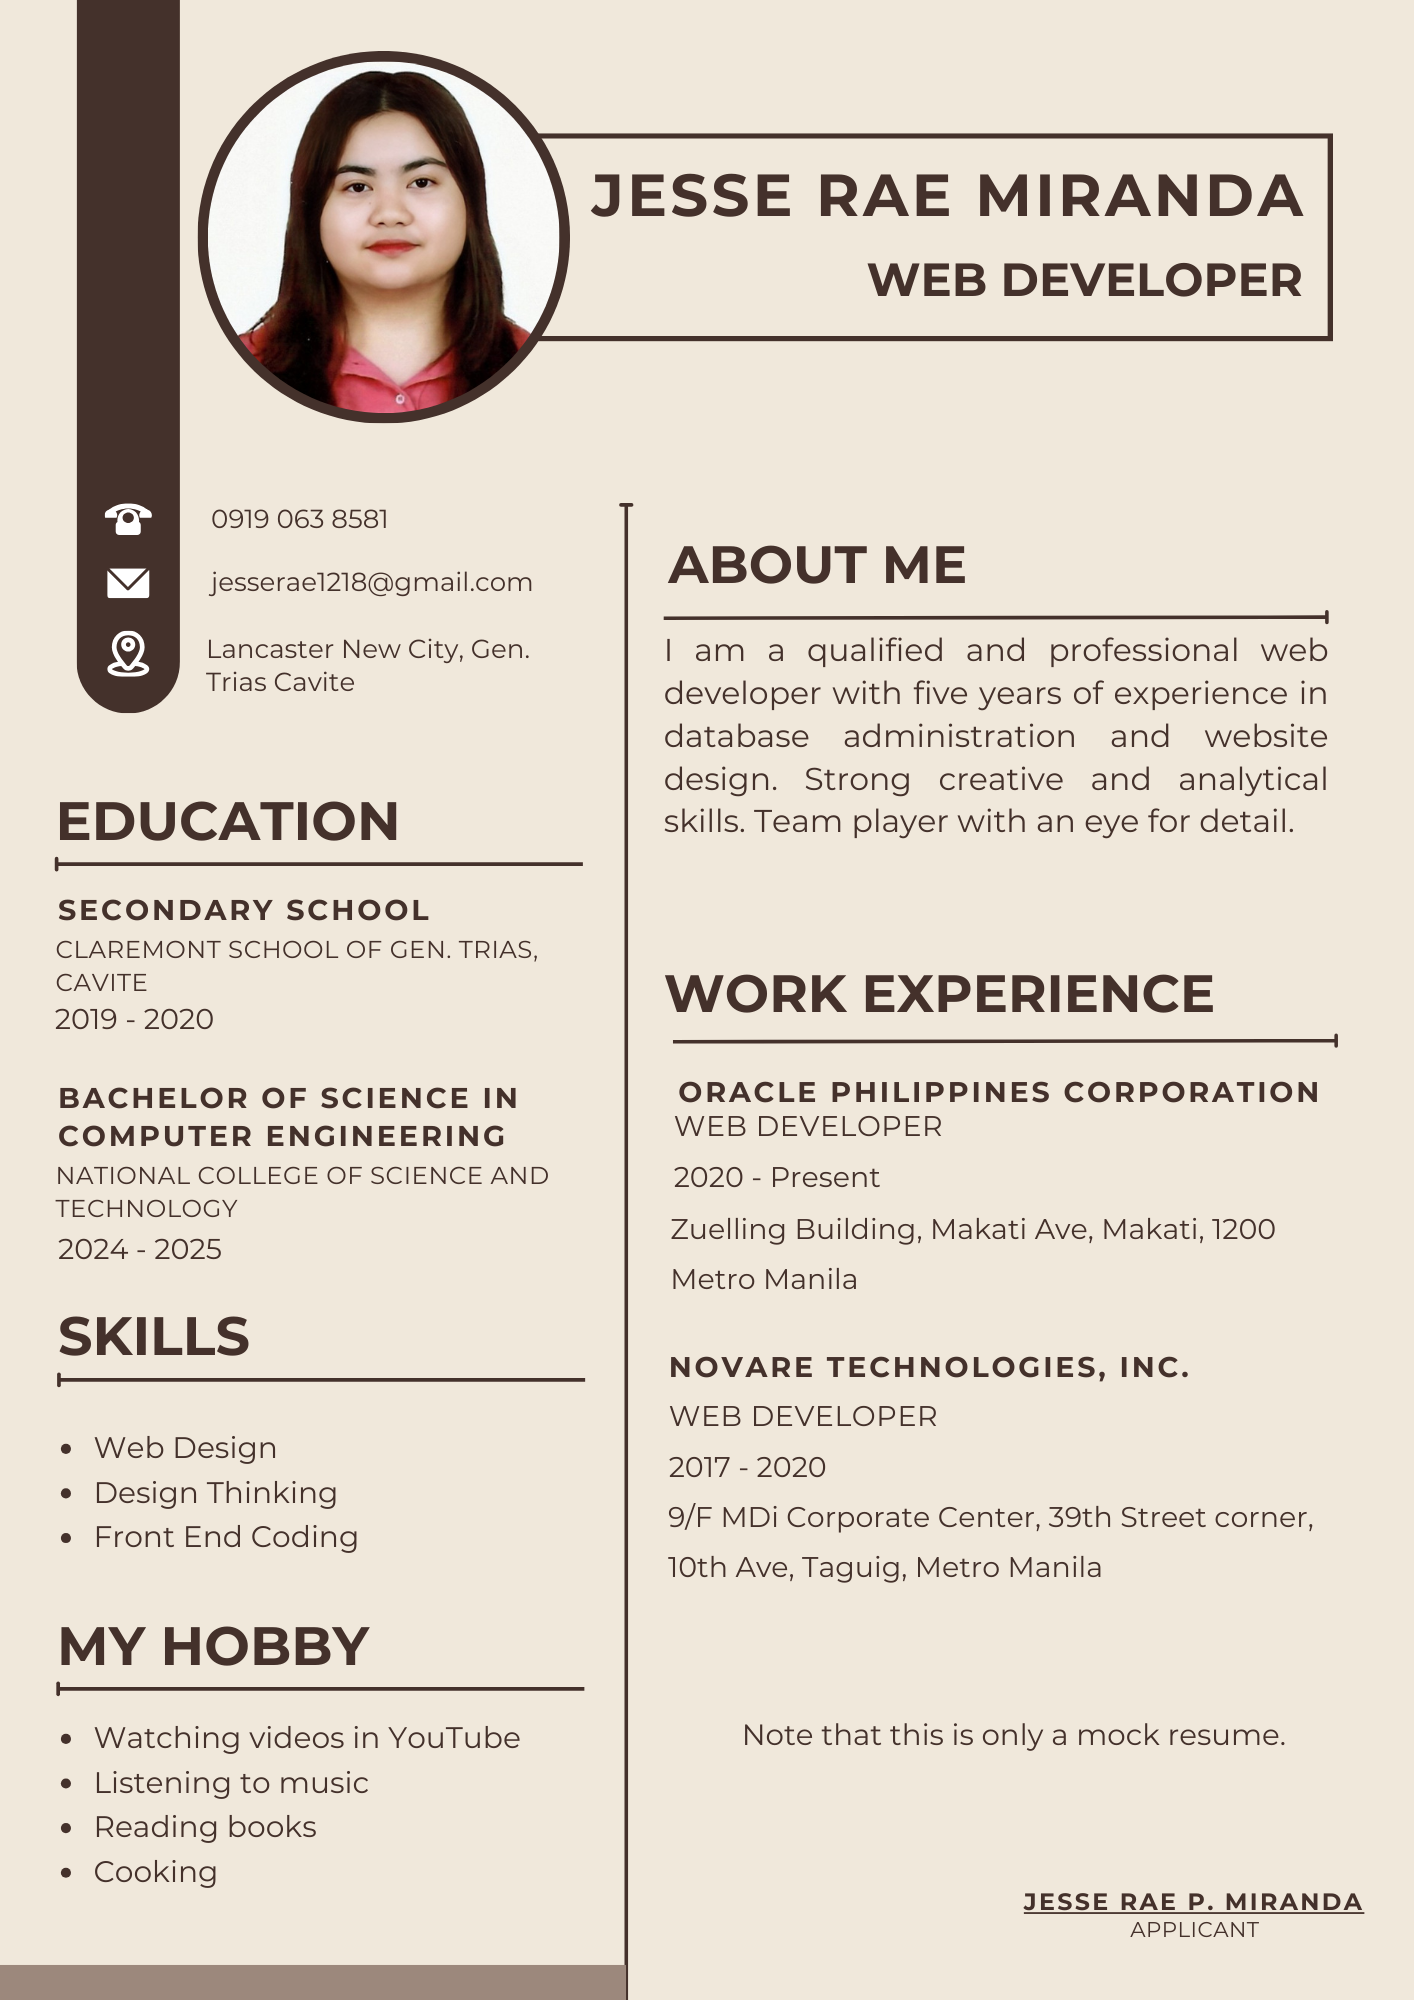 JESSE RAE MIRANDA
WEB DEVELOPER
0919 063 8581
jesserae1218@gmail.com
Lancaster New City, Gen.
Trias Cavite
EDUCATION
SECONDARY SCHOOL
CLAREMONT SCHOOL OF GEN. TRIAS,
CAVITE
2019 - 2020
BACHELOR OF SCIENCE IN
COMPUTER ENGINEERING
NATIONAL COLLEGE OF SCIENCE AND
TECHNOLOGY
2024 - 2025
SKILLS
• Web Design
• Design Thinking
• Front End Coding
MY HOBBY
• Watching videos in YouTube
• Listening to music
• Reading books
• Cooking
ABOUT ME
I am a qualified and professional web
developer with five years of experience in
database administration and website
design. Strong creative and analytical
skills. Team player with an eye for detail.
WORK EXPERIENCE
ORACLE PHILIPPINES CORPORATION
WEB DEVELOPER
2020 - Present
Zuelling Building, Makati Ave, Makati, 1200
Metro Manila
NOVARE TECHNOLOGIES, INC.
WEB DEVELOPER
2017 - 2020
9/F MDi Corporate Center, 39th Street corner,
10th Ave, Taguig, Metro Manila
Note that this is only a mock resume.
JESSE RAE P. MIRANDA
APPLICANT